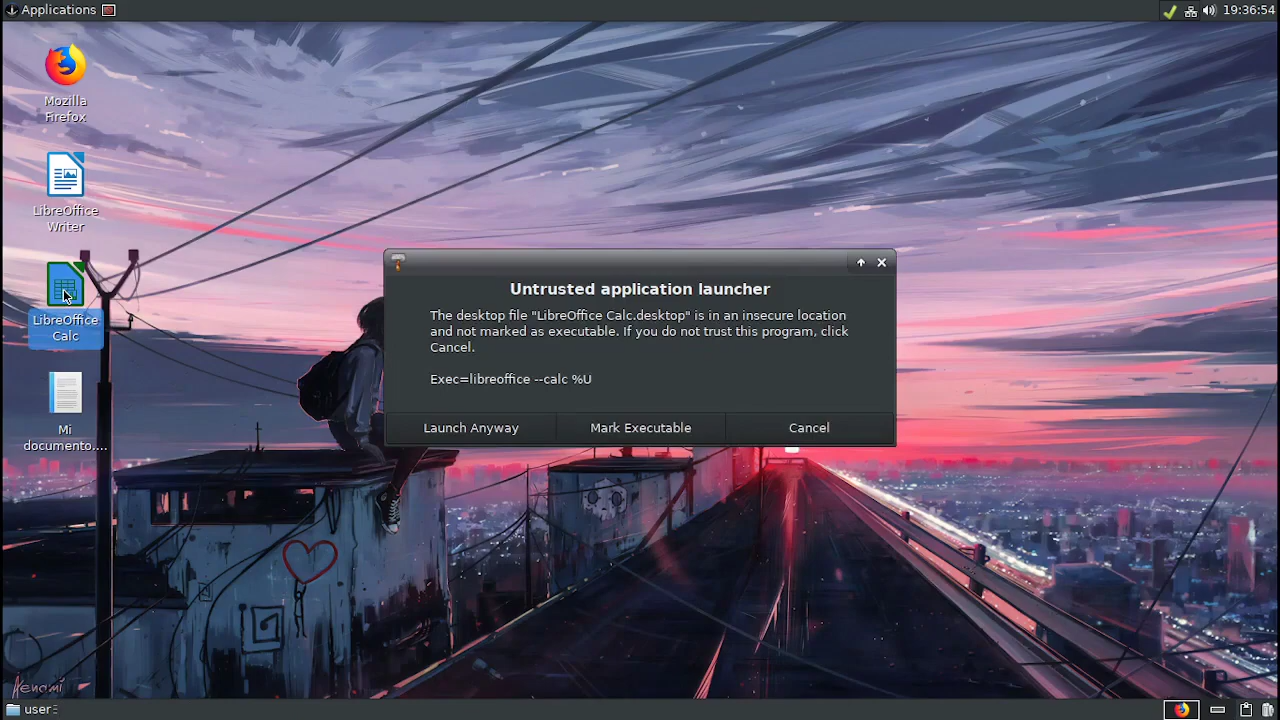 Applications
19:36:54
Mozilla
Firefox
LibreOffice
Writer
LibreOffice
Calc
Mi
documento....
Untrusted application launcher
The desktop file "LibreOffice Calc.desktop" is in an insecure location
and not marked as executable. If you do not trust this program, click
Cancel.
Exec=libreoffice --calc %U
Launch Anyway
Mark Executable
Cancel
Aenami
user